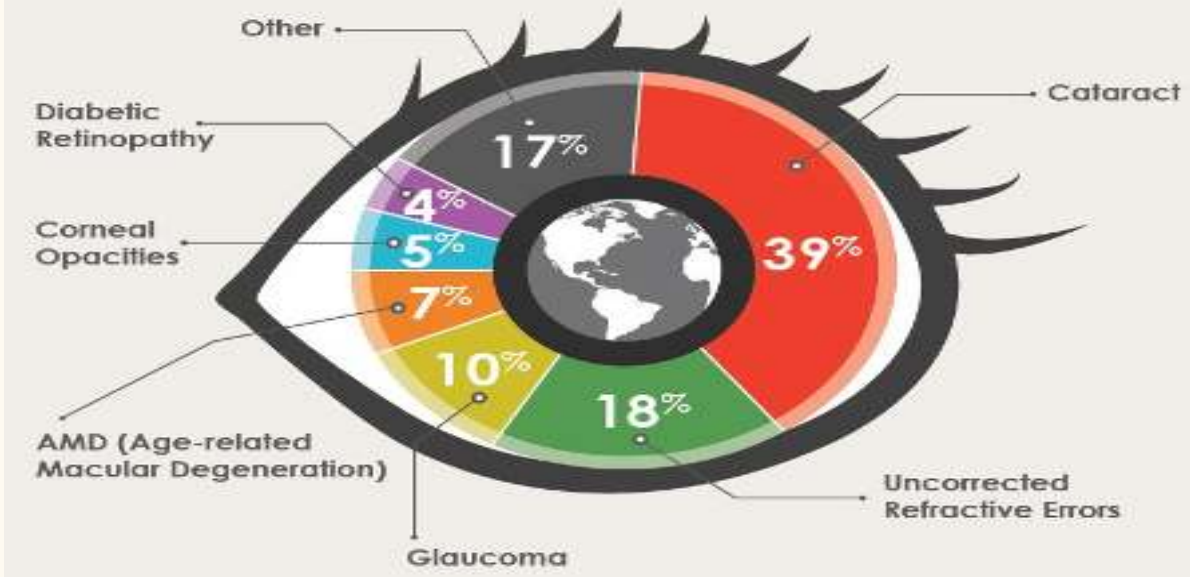 Other
17%
Cataract
39%
Diabetic
Retinopathy
4%
Corneal
Opacities
5%
7%
AMD (Age-related
Macular Degeneration)
10%
Glaucoma
18%
Uncorrected
Refractive Errors